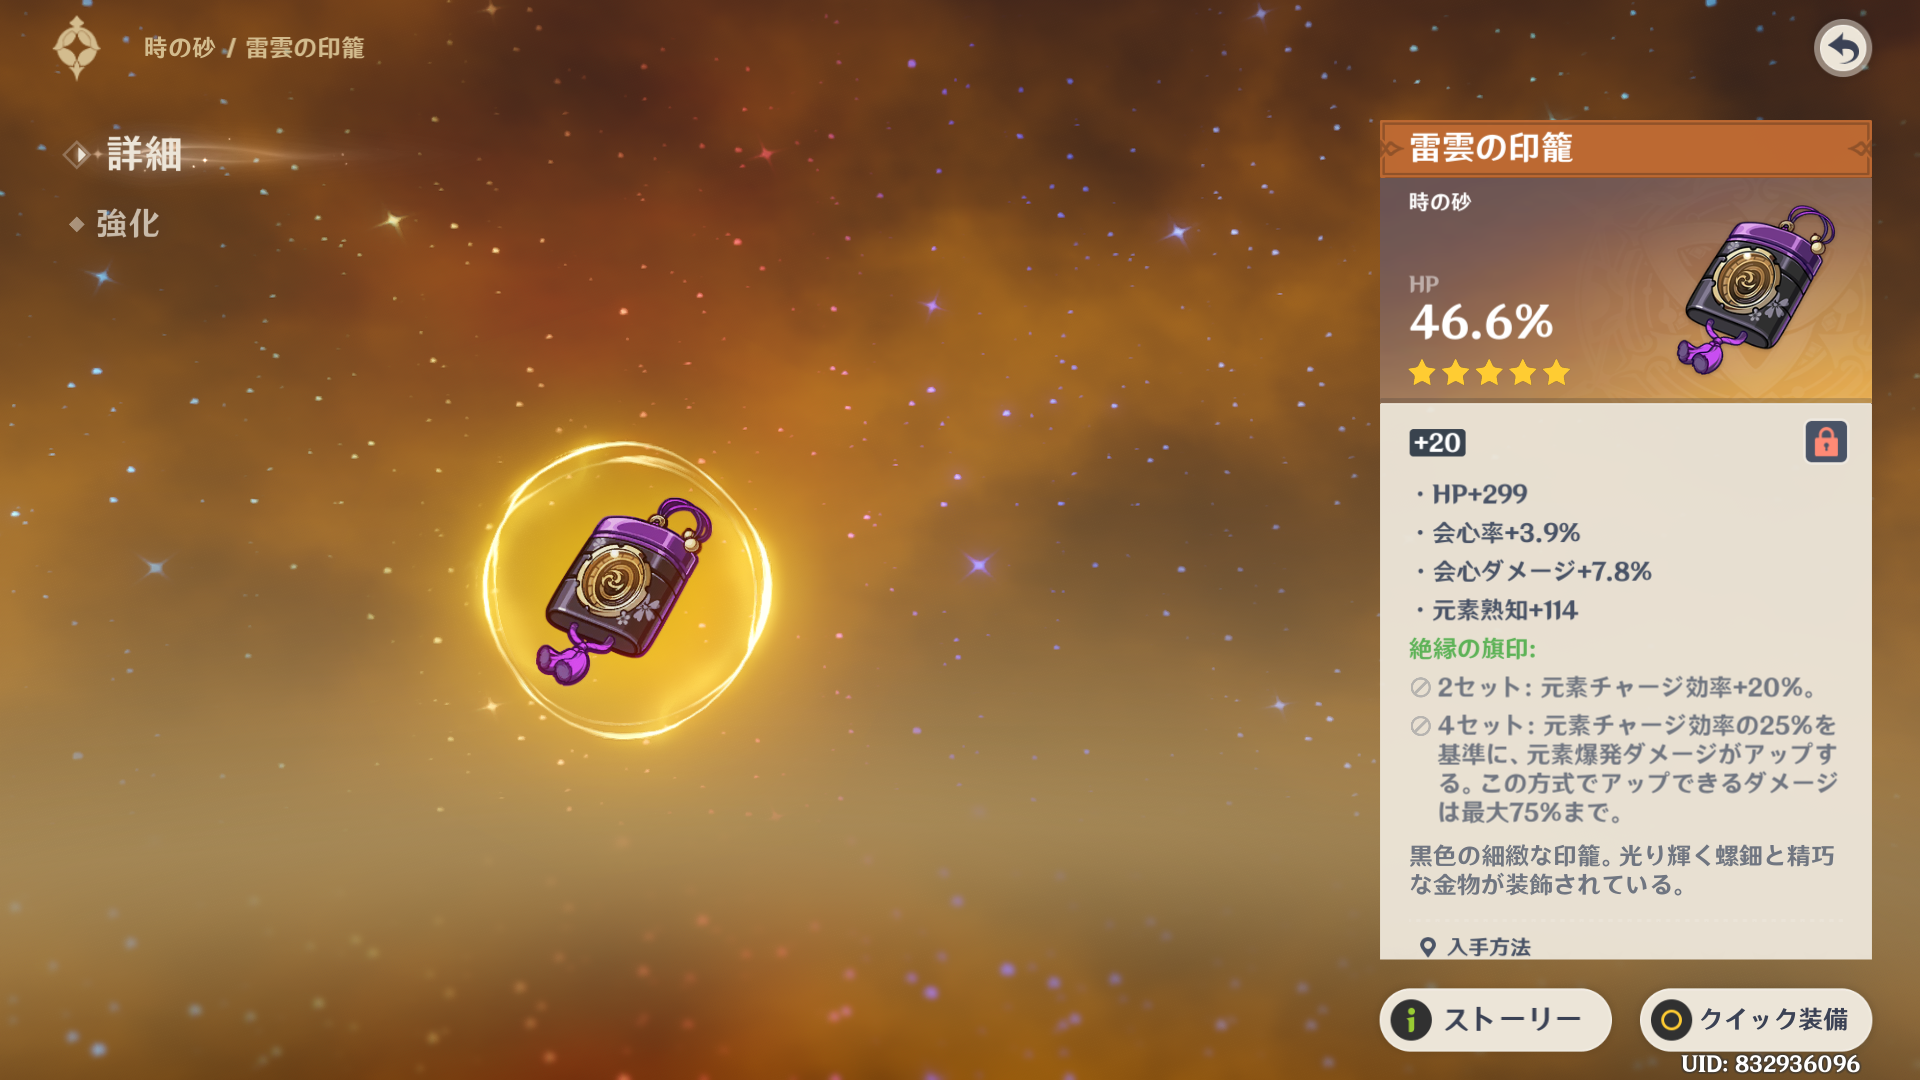 時の砂 / 雷雲の印籠
詳細
強化
雷雲の印籠
時の砂
HP
46.6%
+20
・HP+299
・会心率+3.9%
・会心ダメージ+7.8%
・元素熟知+114
絶縁の旗印:
2セット: 元素チャージ効率+20%。
4セット: 元素チャージ効率の25%を
基準に、元素爆発ダメージがアップす
る。この方式でアップできるダメージ
は最大75%まで。
黒色の細緻な印籠。光り輝く螺鈿と精巧
な金物が装飾されている。
入手方法
ストーリー
クイック装備
UID: 832936096